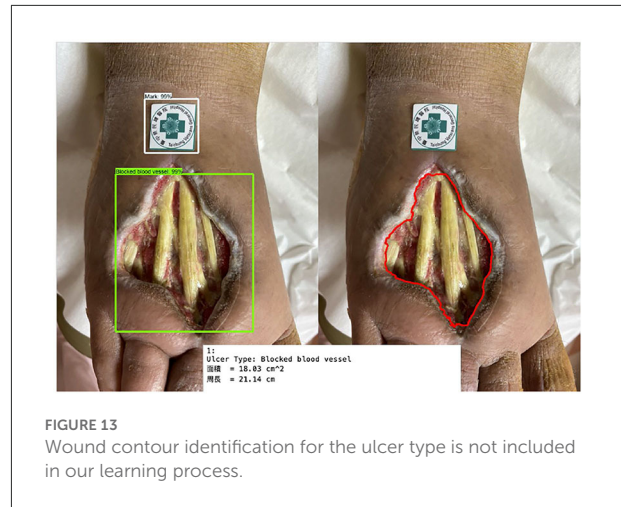 Mark: 99%
Blocked blood vessel: 99%
1:
Ulcer Type: Blocked blood vessel
面積 = 18.03 cm^2
周長 = 21.14 cm
FIGURE 13
Wound contour identification for the ulcer type is not included
in our learning process.